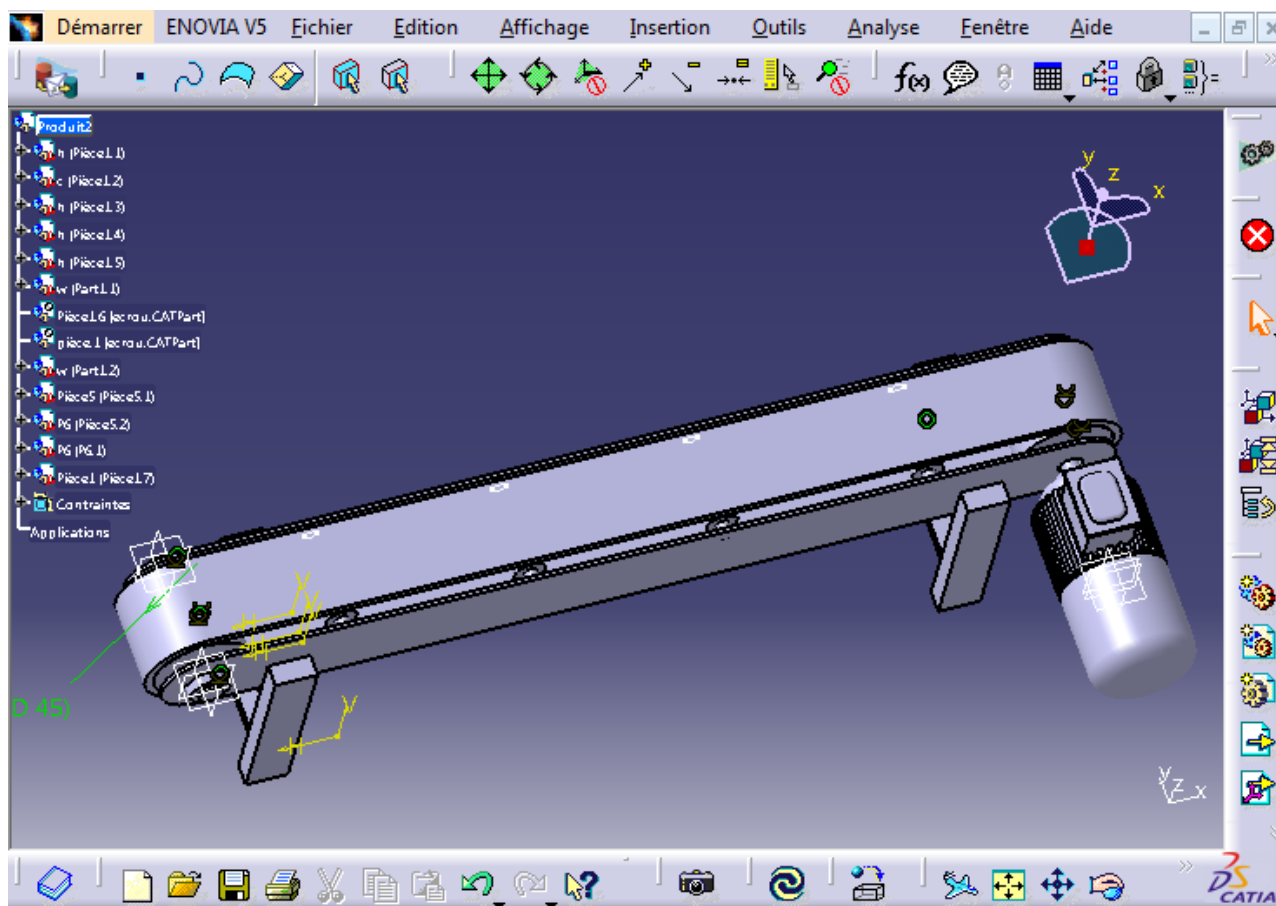 Démarrer ENOVIA V5 Fichier Edition Affichage Insertion Outils Analyse Fenêtre Aide
f(x)
Produit2
h (Pièce1.1)
c (Pièce1.2)
h (Pièce1.3)
h (Pièce1.4)
h (Pièce1.5)
w (Part1.1)
Pièce1.6 [ecrou.CATPart]
pièce.1 [ecrou.CATPart]
w (Part1.2)
Pièce5 (Pièce5.1)
P6 (Pièce5.2)
P6 (P6.1)
Pièce1 (Pièce1.7)
Contraintes
Applications
y
z
x
y
y
D 45)
y
y
z x
DS
CATIA